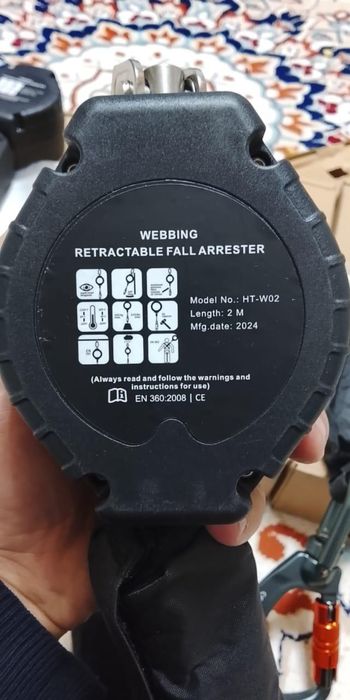 WEBBING
RETRACTABLE FALL ARRESTER
Model No.: HT-W02
Length: 2 M
Mfg.date: 2024
(Always read and follow the warnings and
instructions for use)
EN 360:2008 | CE